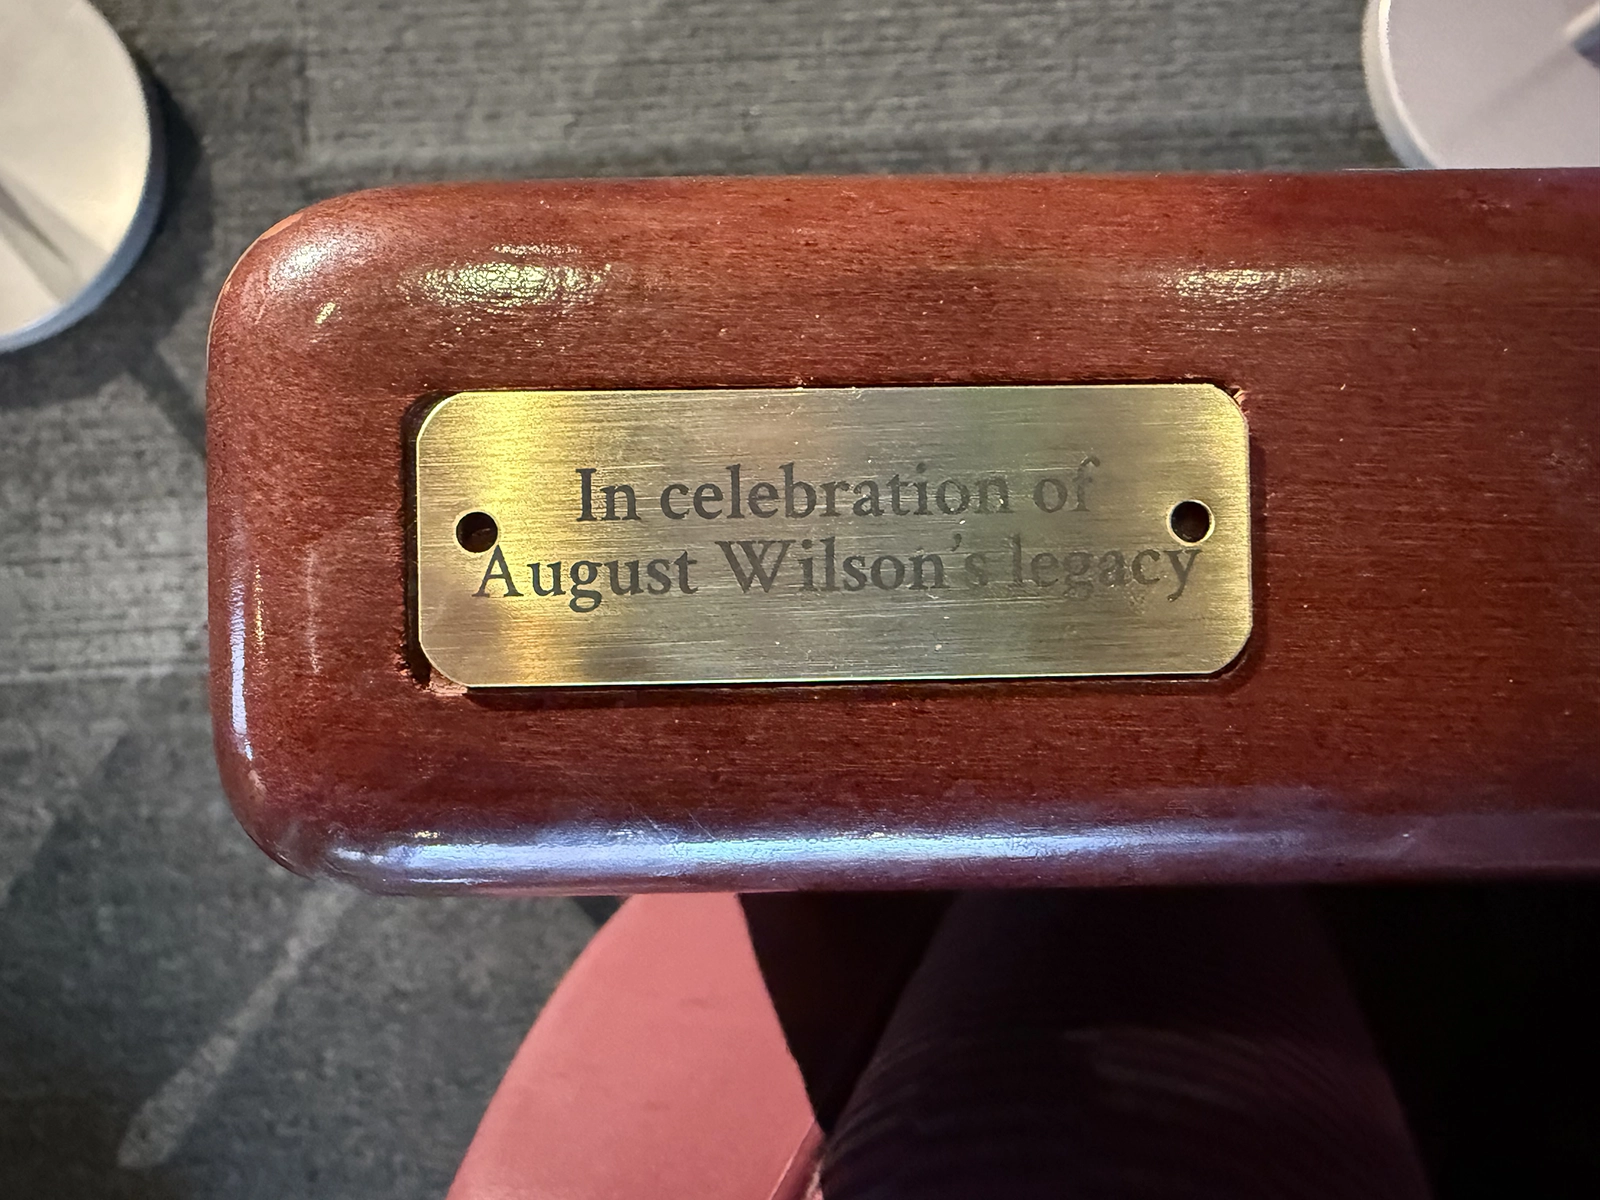 In celebration of
August Wilson's legacy